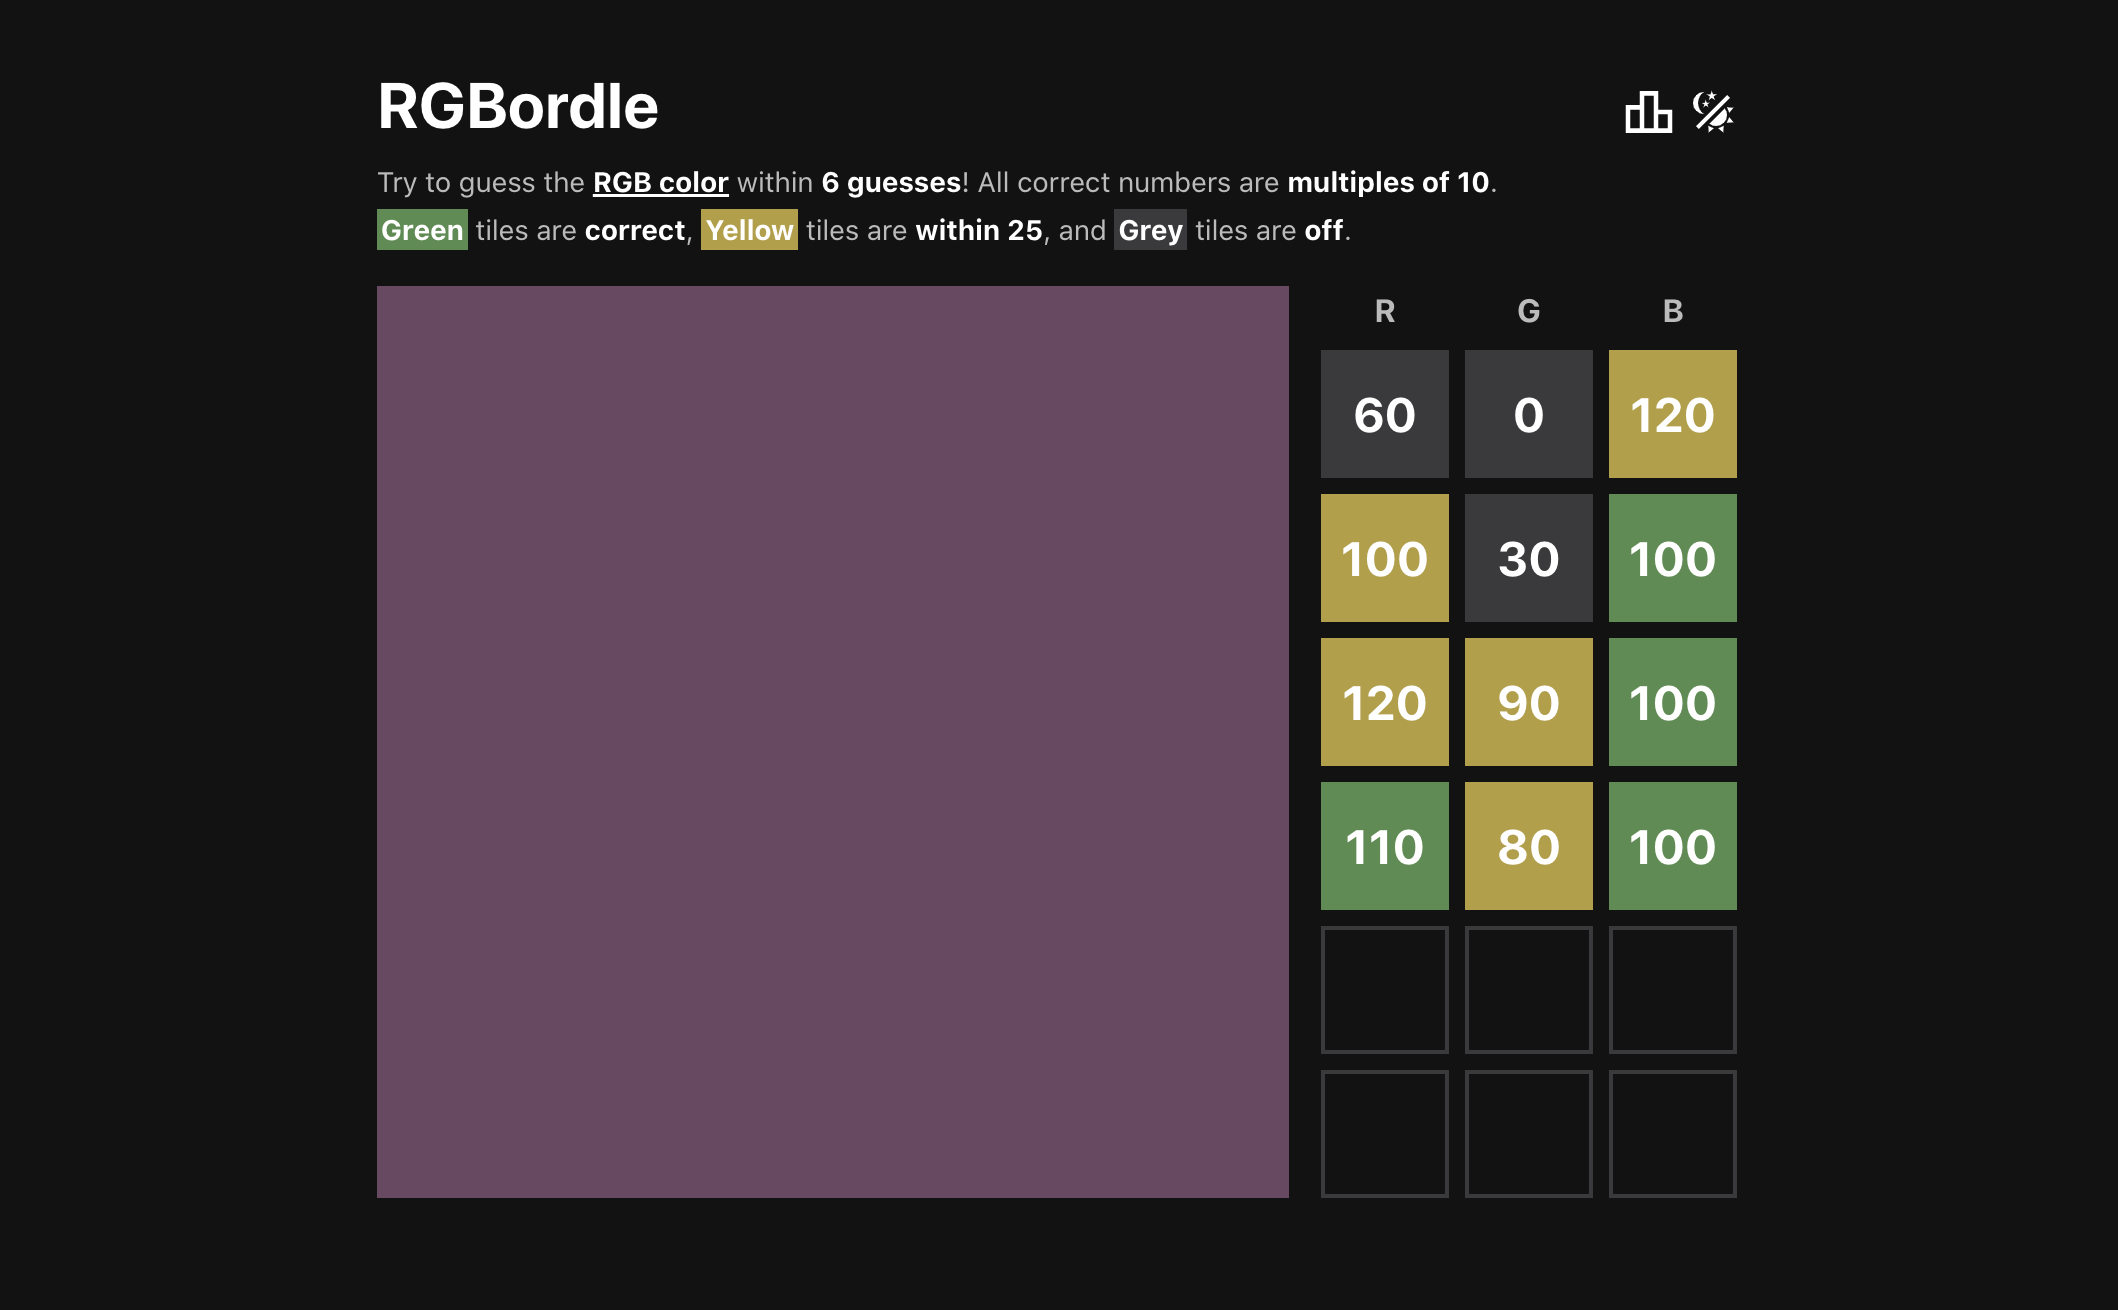 RGBordle
Try to guess the RGB color within 6 guesses! All correct numbers are multiples of 10.
Green tiles are correct, Yellow tiles are within 25, and Grey tiles are off.
R G B
60 0 120
100 30 100
120 90 100
110 80 100